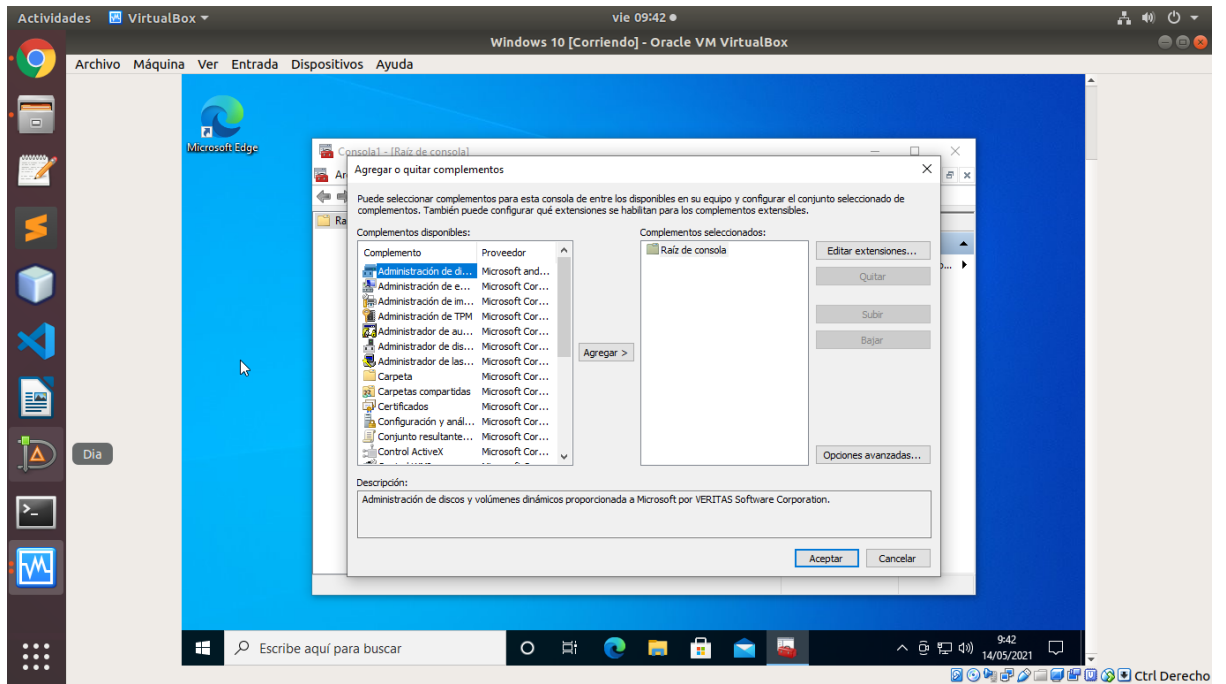 Actividades VirtualBox vie 09:42
Windows 10 [Corriendo] - Oracle VM VirtualBox
Archivo Máquina Ver Entrada Dispositivos Ayuda
Microsoft Edge
Consola1 - [Raíz de consola]
Ar
Agregar o quitar complementos
Puede seleccionar complementos para esta consola de entre los disponibles en su equipo y configurar el conjunto seleccionado de
complementos. También puede configurar qué extensiones se habilitan para los complementos extensibles.
Ra
Complementos disponibles:
Complementos seleccionados:
Complemento Proveedor
Raíz de consola
Editar extensiones...
Administración de di... Microsoft and...
Quitar
Administración de e... Microsoft Cor...
Administración de im... Microsoft Cor...
Administración de TPM Microsoft Cor...
Subir
Administrador de au... Microsoft Cor...
Administrador de dis... Microsoft Cor...
Bajar
Agregar >
Administrador de las... Microsoft Cor...
Carpeta Microsoft Cor...
Carpetas compartidas Microsoft Cor...
Certificados Microsoft Cor...
Configuración y anál... Microsoft Cor...
Conjunto resultante... Microsoft Cor...
Control ActiveX Microsoft Cor...
Opciones avanzadas...
Dia
Descripción:
Administración de discos y volúmenes dinámicos proporcionada a Microsoft por VERITAS Software Corporation.
Aceptar Cancelar
Escribe aquí para buscar
9:42
14/05/2021
Ctrl Derecho